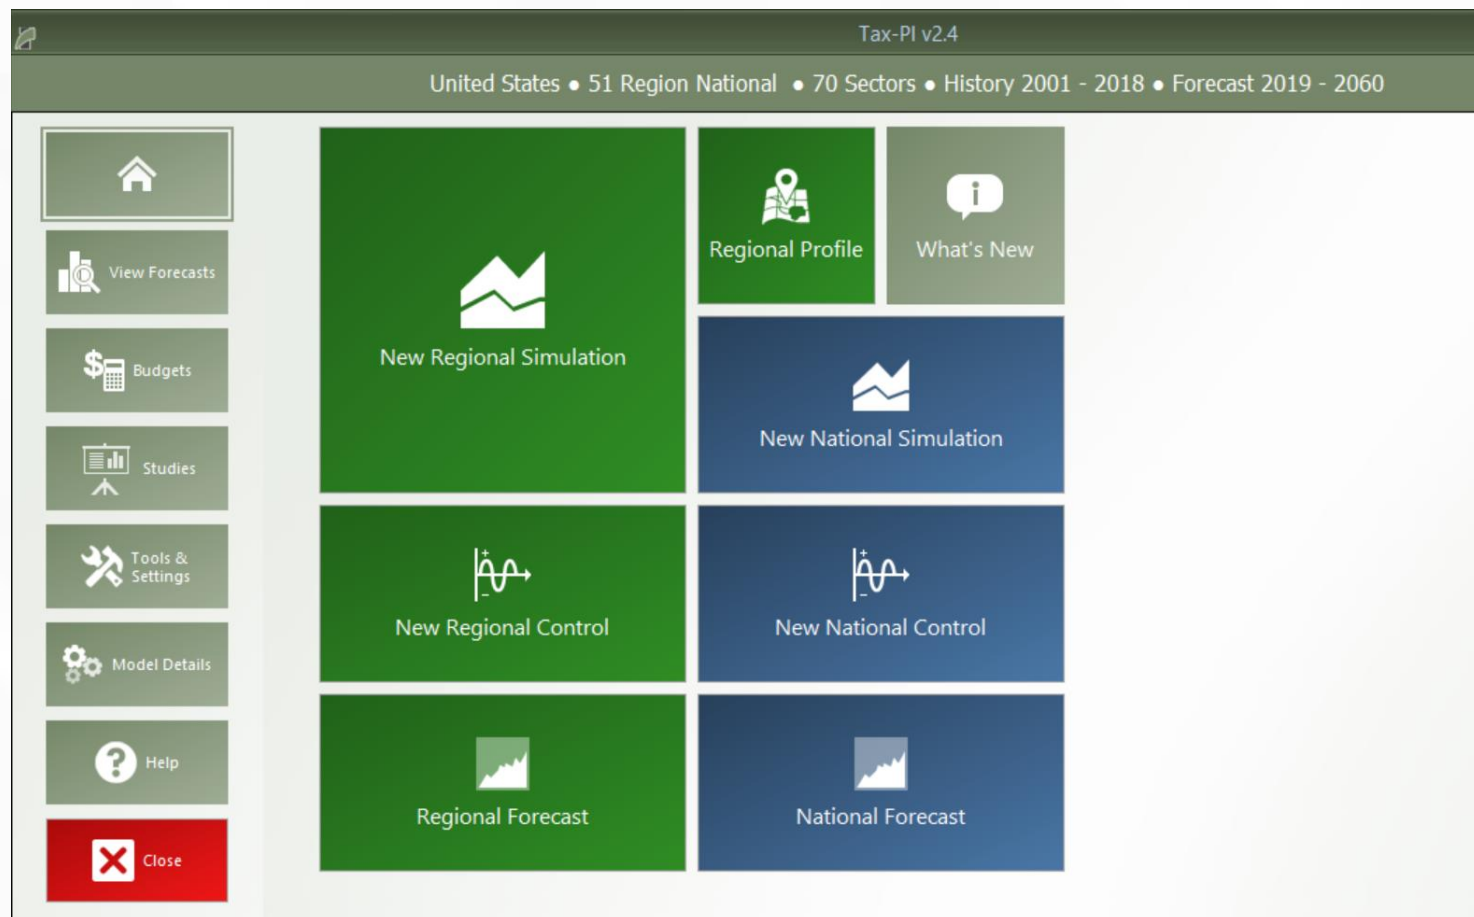 Tax-PI v2.4
United States ● 51 Region National ● 70 Sectors ● History 2001 - 2018 ● Forecast 2019 - 2060
View Forecasts
Budgets
Studies
Tools &
Settings
Model Details
Help
Close
New Regional Simulation
Regional Profile
What's New
New National Simulation
New Regional Control
New National Control
Regional Forecast
National Forecast